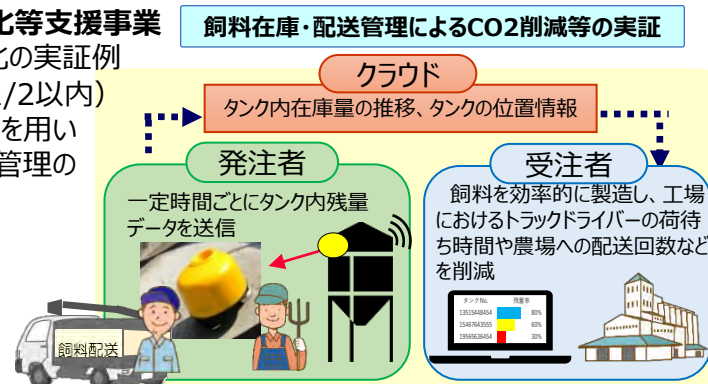 化等支援事業
化の実証例
1/2以内）
を用い
管理の
飼料在庫・配送管理によるCO2削減等の実証
クラウド
タンク内在庫量の推移、タンクの位置情報
発注者
一定時間ごとにタンク内残量
データを送信
飼料配送
受注者
飼料を効率的に製造し、工場
におけるトラックドライバーの荷待
ち時間や農場への配送回数など
を削減
タンクNo. 残量率
13515448454 80%
15467643555 60%
19565636454 30%